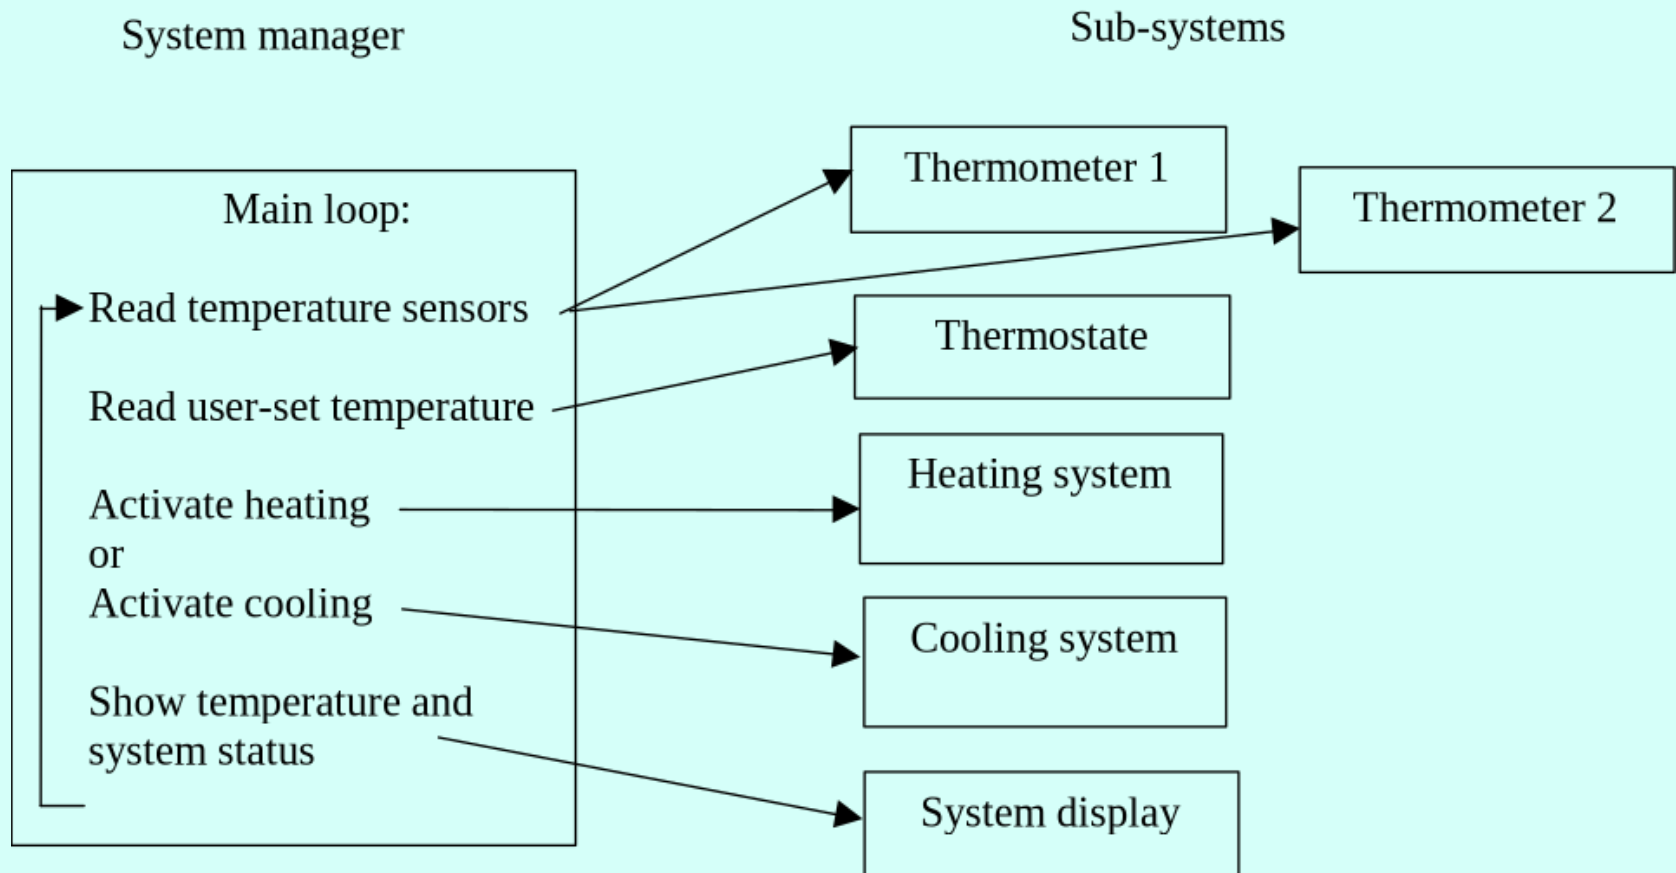 System manager
Sub-systems
Main loop:
Read temperature sensors
Read user-set temperature
Activate heating
or
Activate cooling
Show temperature and
system status
Thermometer 1
Thermometer 2
Thermostate
Heating system
Cooling system
System display